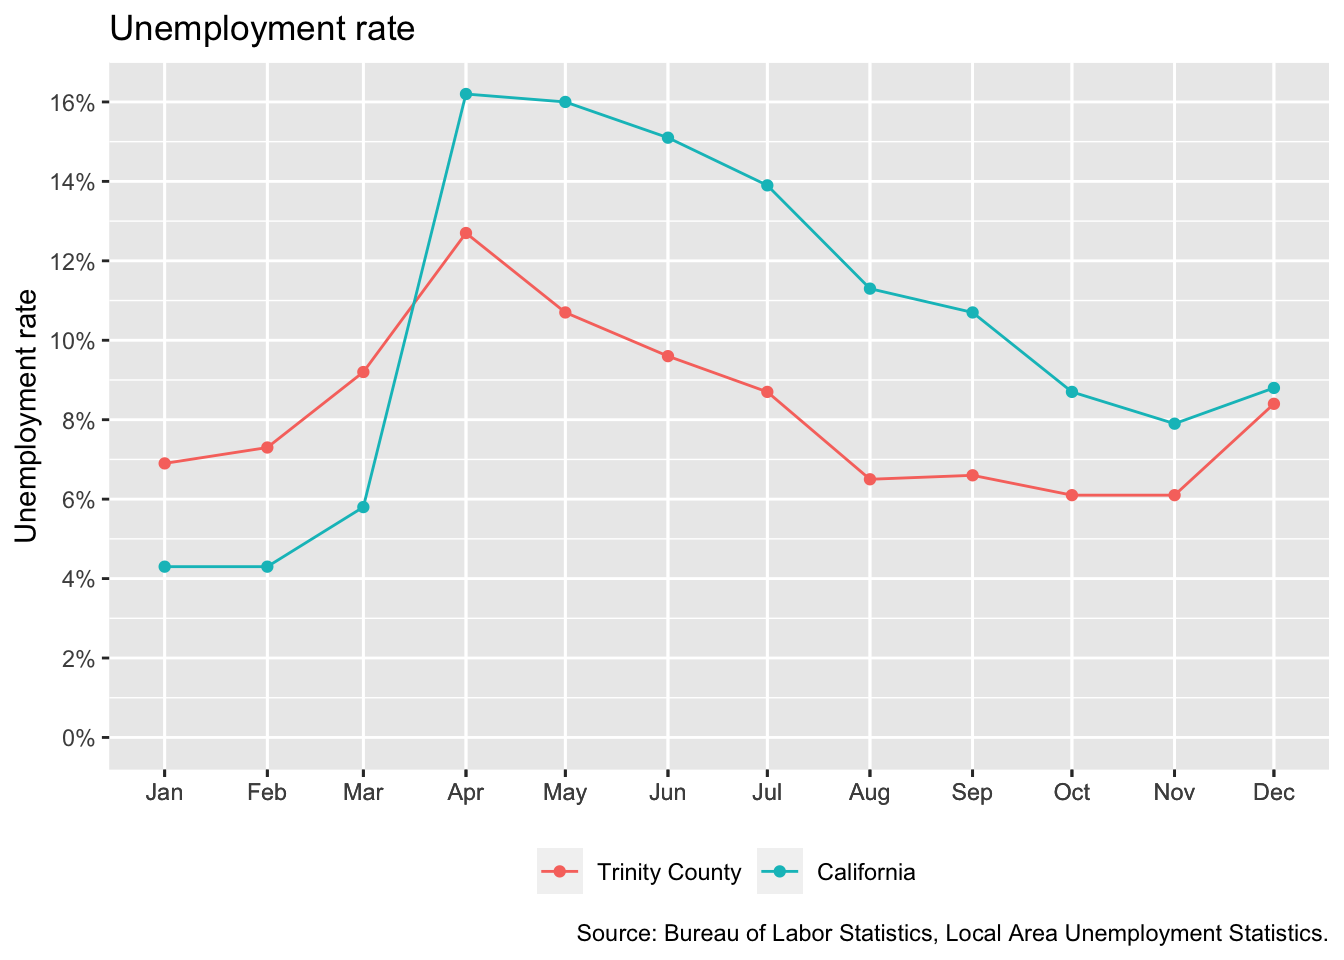 Unemployment rate
Unemployment rate
16%
14%
12%
10%
8%
6%
4%
2%
0%
Jan Feb Mar Apr May Jun Jul Aug Sep Oct Nov Dec
Trinity County California
Source: Bureau of Labor Statistics, Local Area Unemployment Statistics.